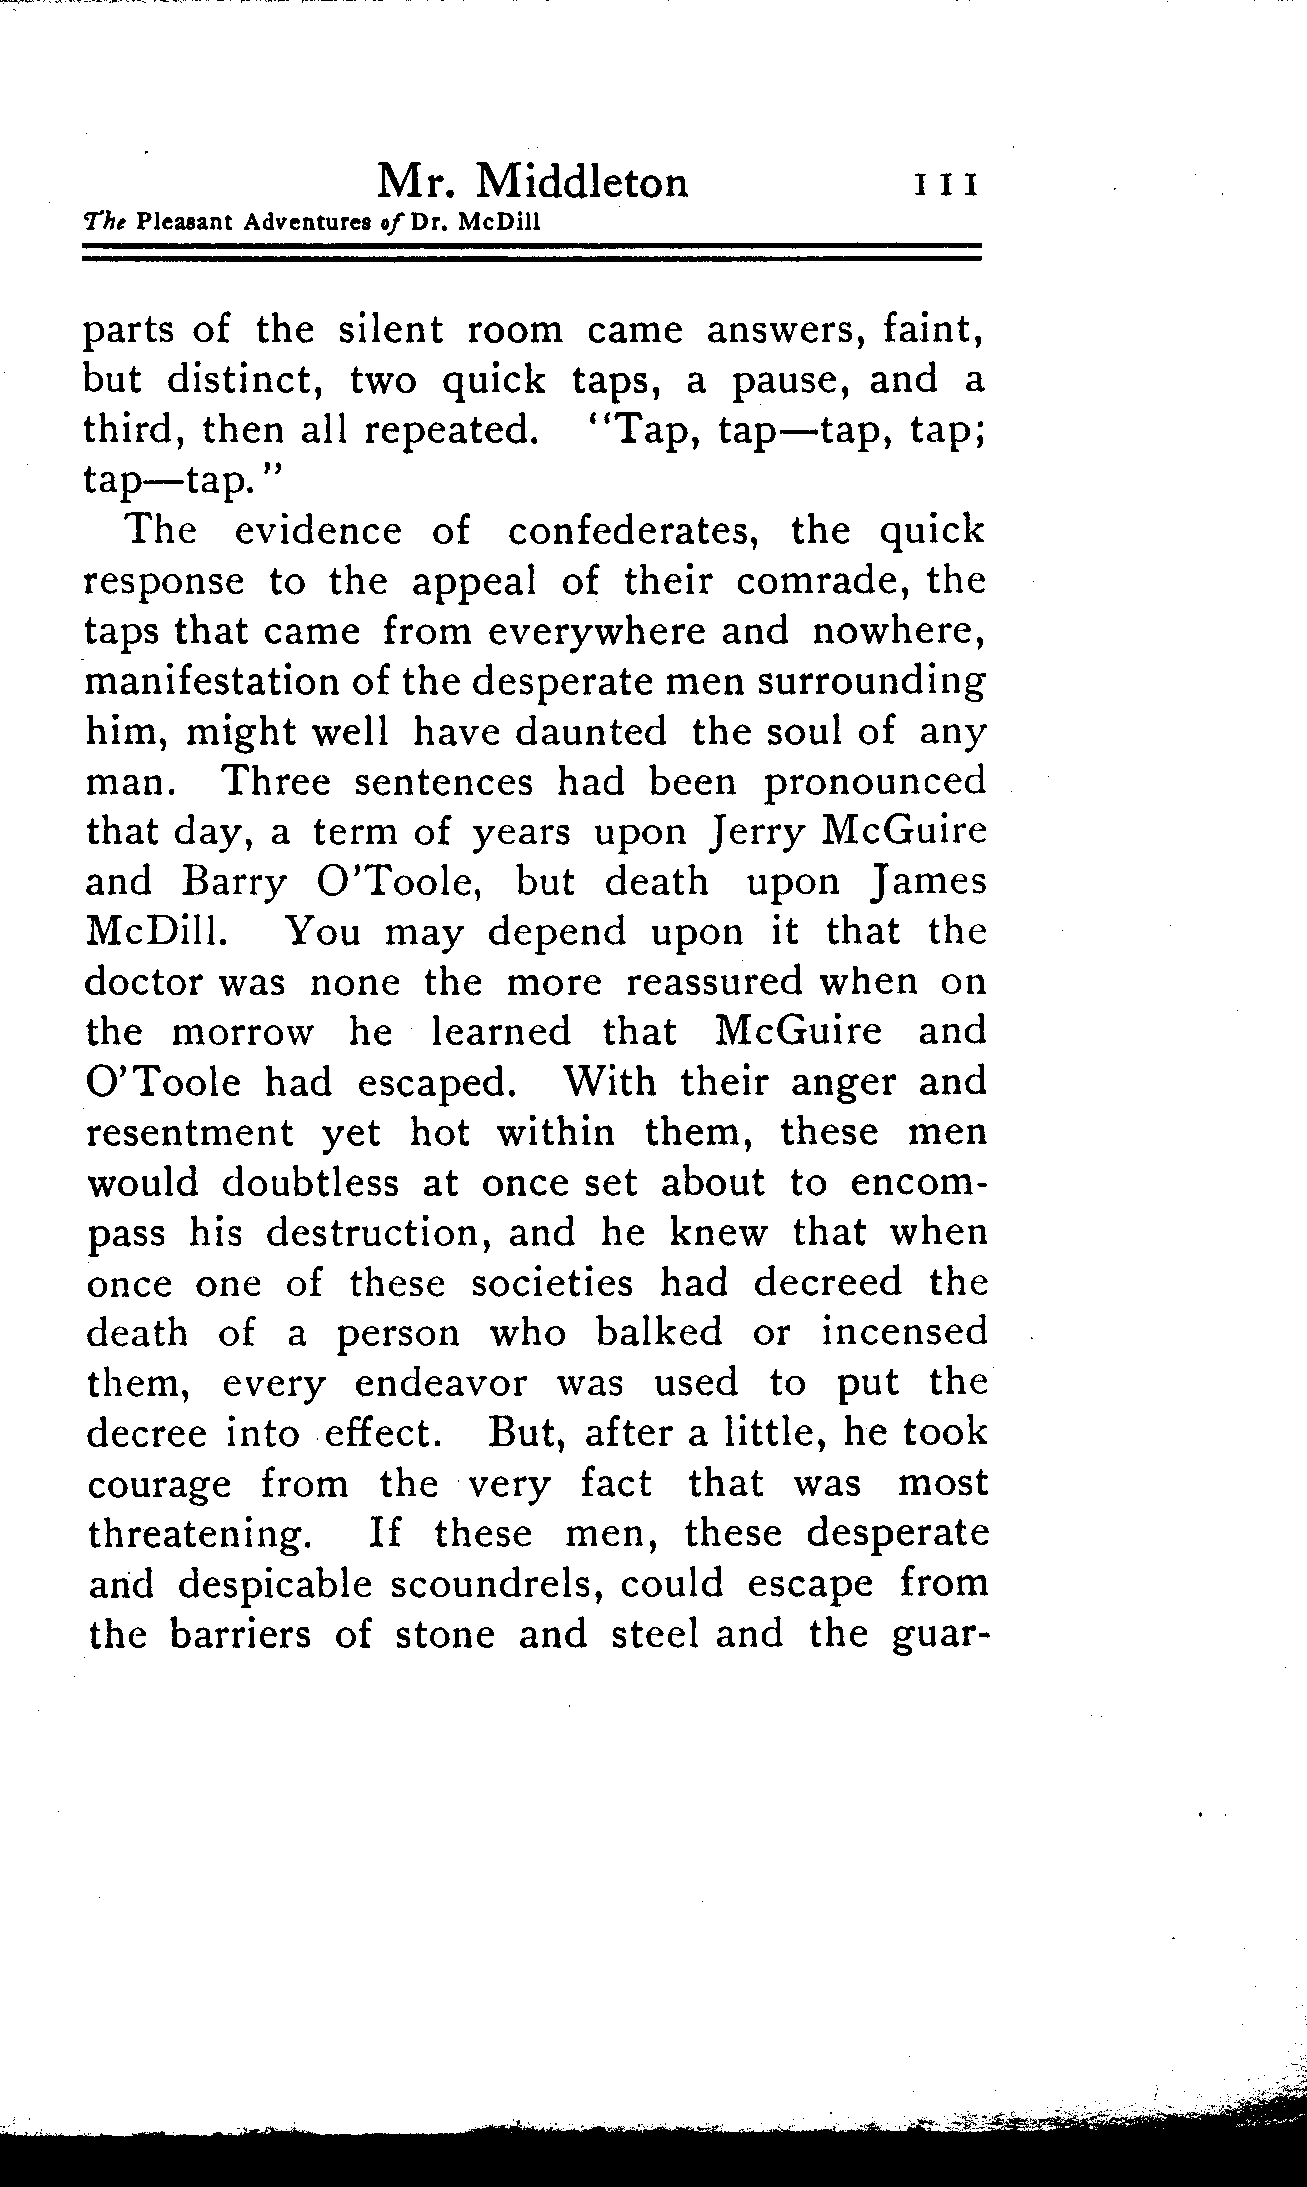 Mr. Middleton 111
The Pleasant Adventures of Dr. McDill
parts of the silent room came answers, faint,
but distinct, two quick taps, a pause, and a
third, then all repeated. "Tap, tap—tap, tap;
tap—tap."
The evidence of confederates, the quick
response to the appeal of their comrade, the
taps that came from everywhere and nowhere,
manifestation of the desperate men surrounding
him, might well have daunted the soul of any
man. Three sentences had been pronounced
that day, a term of years upon Jerry McGuire
and Barry O'Toole, but death upon James
McDill. You may depend upon it that the
doctor was none the more reassured when on
the morrow he learned that McGuire and
O'Toole had escaped. With their anger and
resentment yet hot within them, these men
would doubtless at once set about to encom-
pass his destruction, and he knew that when
once one of these societies had decreed the
death of a person who balked or incensed
them, every endeavor was used to put the
decree into effect. But, after a little, he took
courage from the very fact that was most
threatening. If these men, these desperate
and despicable scoundrels, could escape from
the barriers of stone and steel and the guar-